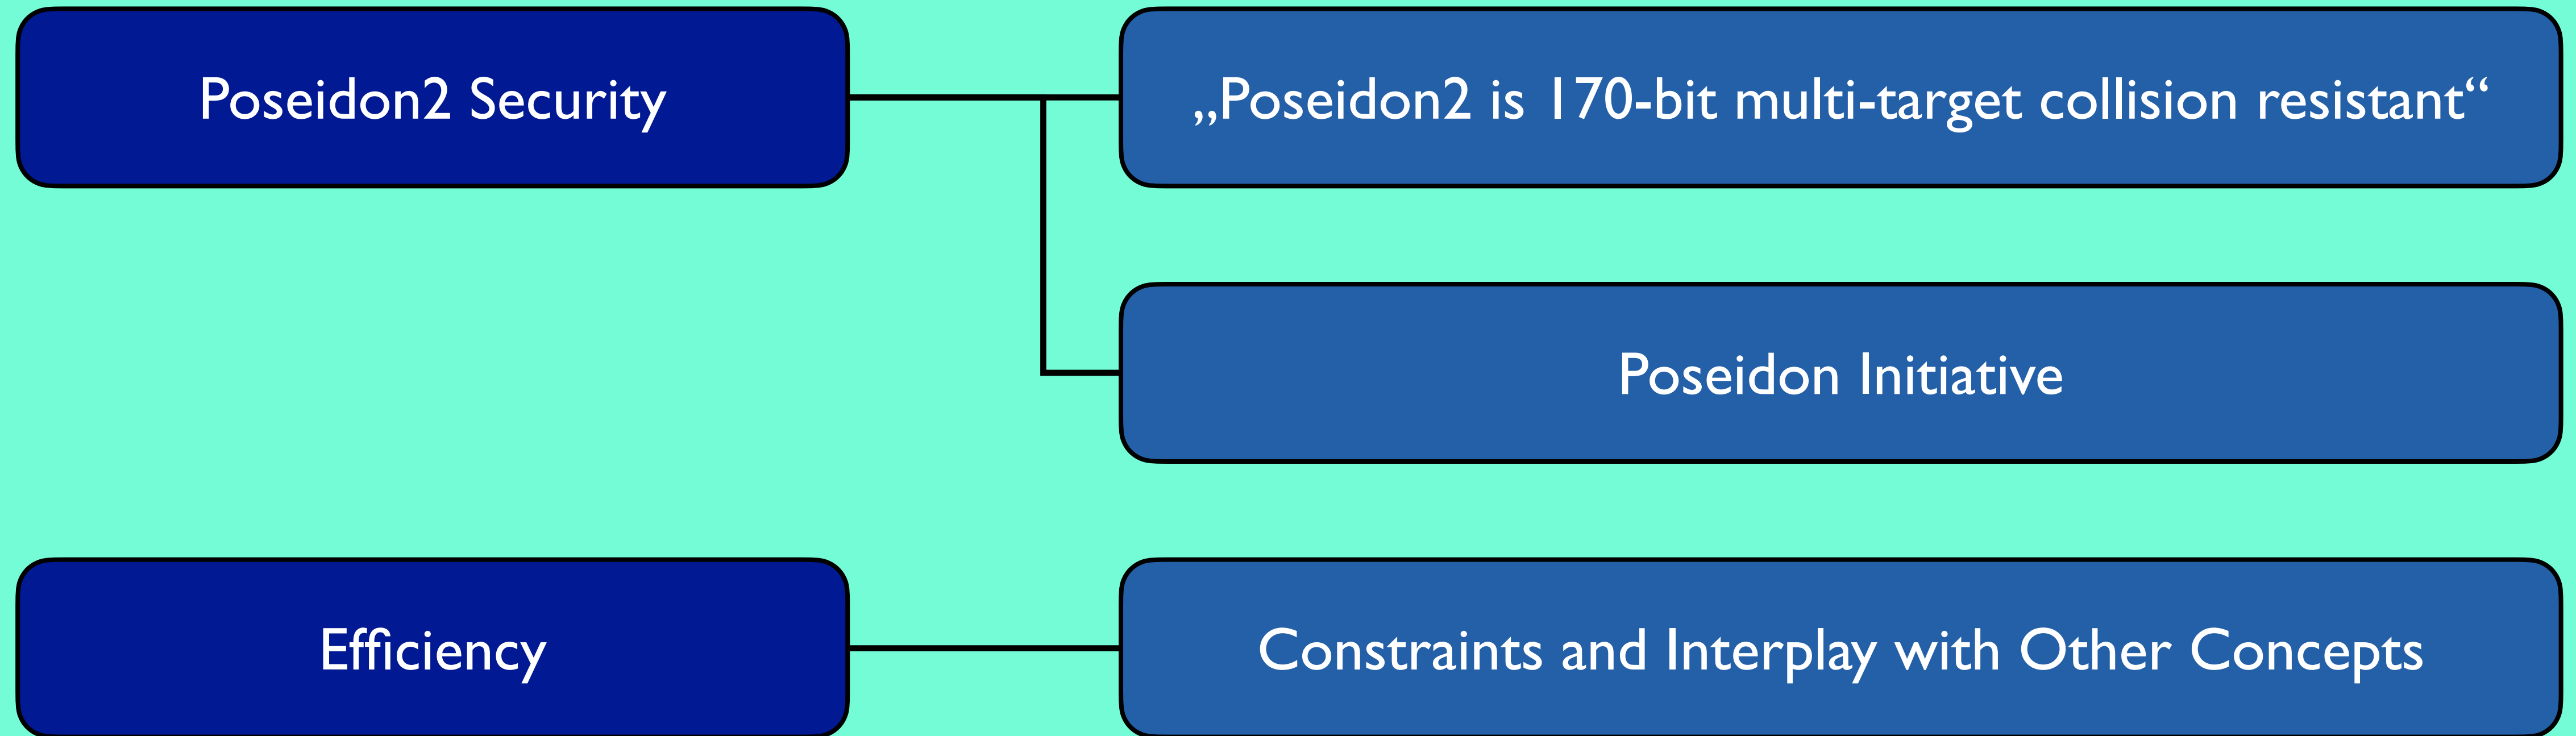 Poseidon2 Security
„Poseidon2 is 170-bit multi-target collision resistant“
Poseidon Initiative
Efficiency
Constraints and Interplay with Other Concepts